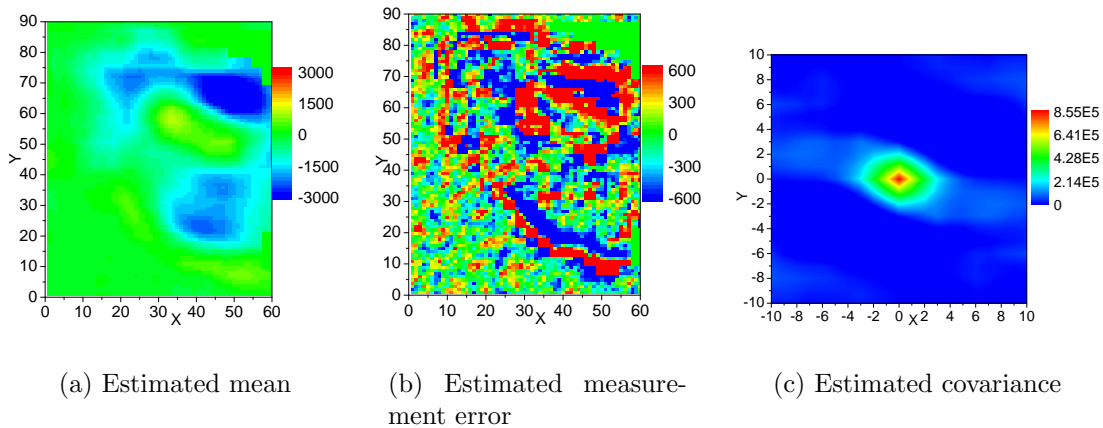 90
80
70
60
50
40
30
20
10
0
Y
0 10 20 30 40 50 60
X
3000
1500
0
-1500
-3000
90
80
70
60
50
40
30
20
10
0
Y
0 10 20 30 40 50 60
X
600
300
0
-300
-600
10
8
6
4
2
0
-2
-4
-6
-8
-10
Y
-10 -8 -6 -4 -2 0 2 4 6 8 10
X
8.55E5
6.41E5
4.28E5
2.14E5
0
(a) Estimated mean
(b) Estimated measure-
ment error
(c) Estimated covariance